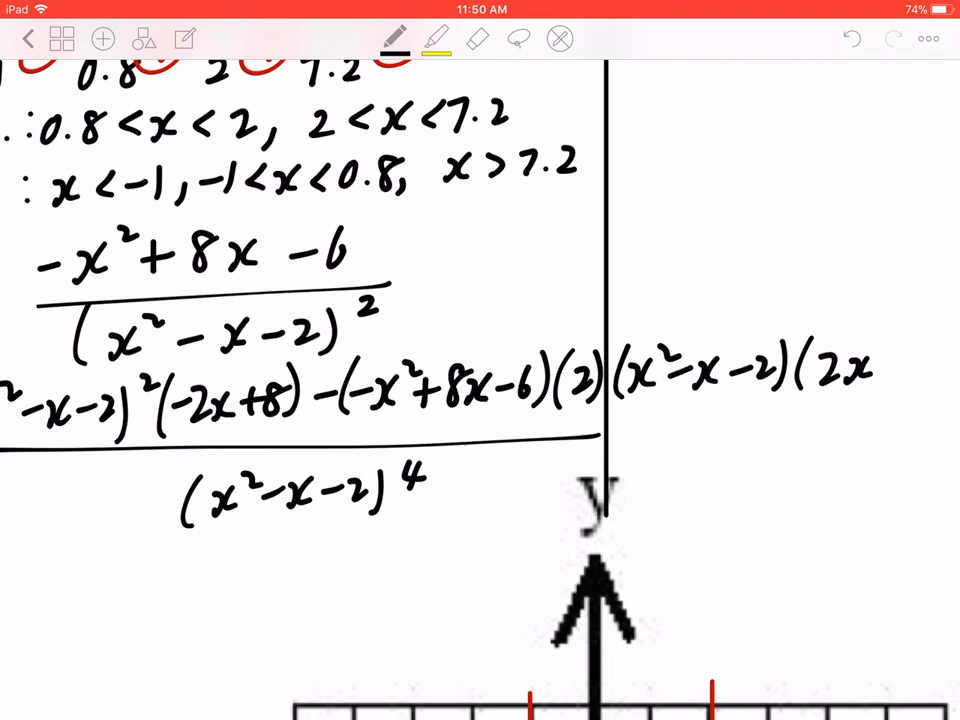 iPad 11:50 AM 74%
0.8 2 7.2
.:0.8 < x < 2, 2 < x < 7.2
: x < -1, -1 < x < 0.8, x > 7.2
-x²+8x-6
(x²-x-2)²
²-x-2)²(-2x+8)-(-x²+8x-6)(2)(x²-x-2)(2x
(x²-x-2)⁴
y